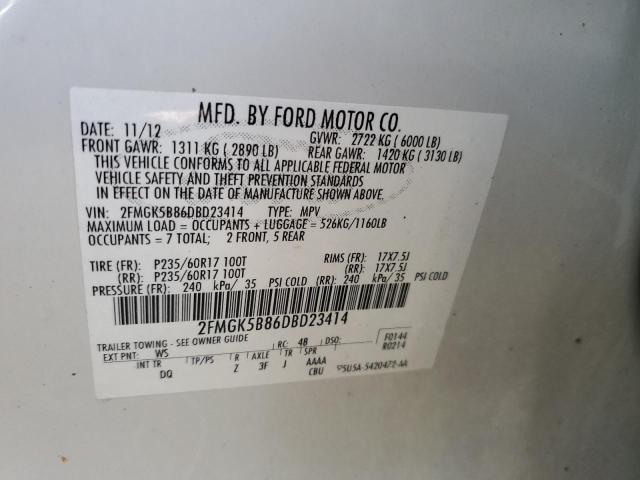 MFD. BY FORD MOTOR CO.
DATE: 11/12 GVWR: 2722 KG ( 6000 LB)
FRONT GAWR: 1311 KG ( 2890 LB) REAR GAWR: 1420 KG ( 3130 LB)
THIS VEHICLE CONFORMS TO ALL APPLICABLE FEDERAL MOTOR
VEHICLE SAFETY AND THEFT PREVENTION STANDARDS
IN EFFECT ON THE DATE OF MANUFACTURE SHOWN ABOVE.
VIN: 2FMGK5B86DBD23414 TYPE: MPV
MAXIMUM LOAD = OCCUPANTS + LUGGAGE = 526KG/1160LB
OCCUPANTS = 7 TOTAL; 2 FRONT, 5 REAR
TIRE (FR): P235/60R17 100T RIMS (FR): 17X7.5J
(RR): P235/60R17 100T (RR): 17X7.5J
PRESSURE (FR): 240 kPa/ 35 PSI COLD (RR): 240 kPa/ 35 PSI COLD
2FMGK5B86DBD23414
TRAILER TOWING - SEE OWNER GUIDE RC: 48 DSO: F0144
EXT PNT: WS R0214
INT TR TP/PS R AXLE TR SPR
DQ Z 3F J AAAA
CBU 5U5A-5420472-AA